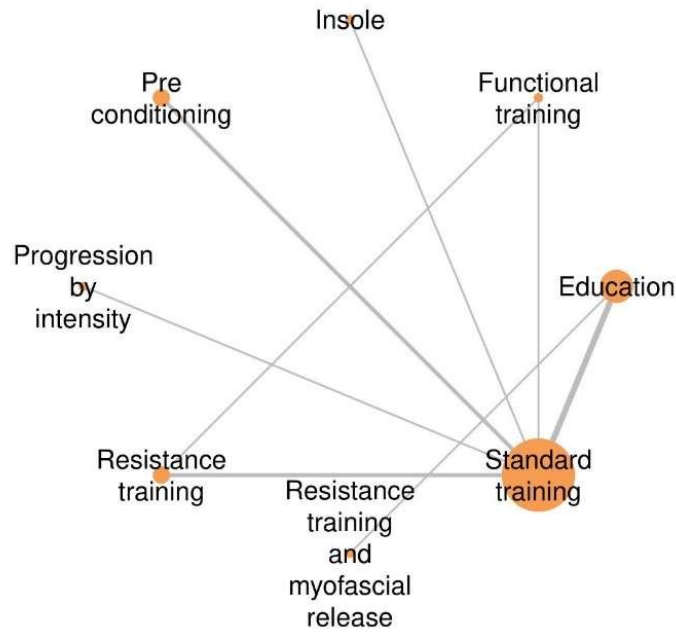 Insole
Pre
conditioning
Functional
training
Progression
by
intensity
Education
Resistance
training
Standard
training
Resistance
training
and
myofascial
release